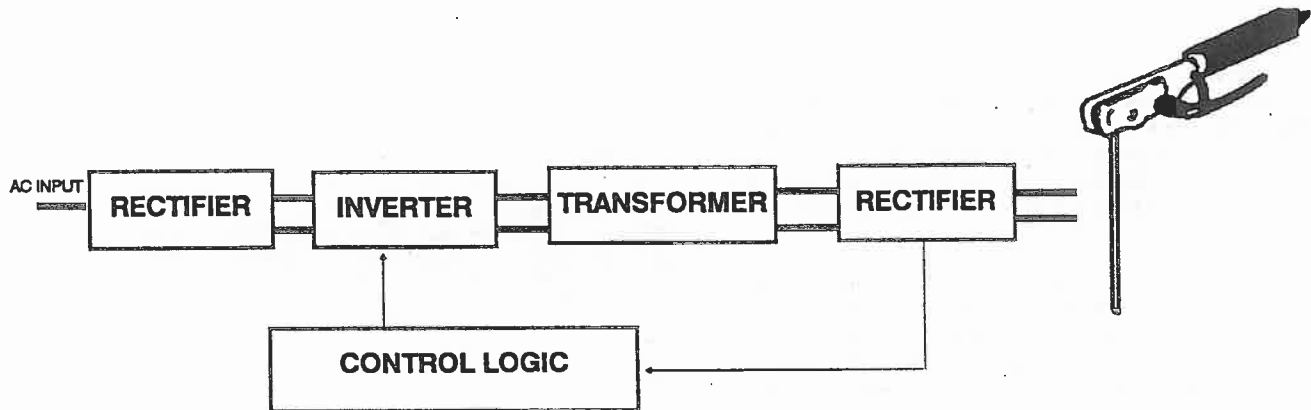 AC INPUT
RECTIFIER
INVERTER
TRANSFORMER
RECTIFIER
CONTROL LOGIC